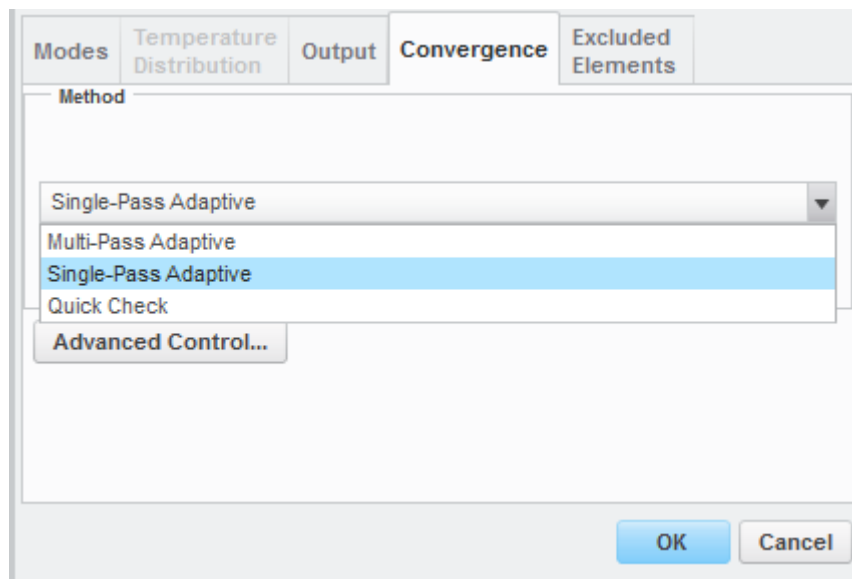 Modes
Temperature
Distribution
Output
Convergence
Excluded
Elements
Method
Single-Pass Adaptive
Multi-Pass Adaptive
Single-Pass Adaptive
Quick Check
Advanced Control...
OK
Cancel